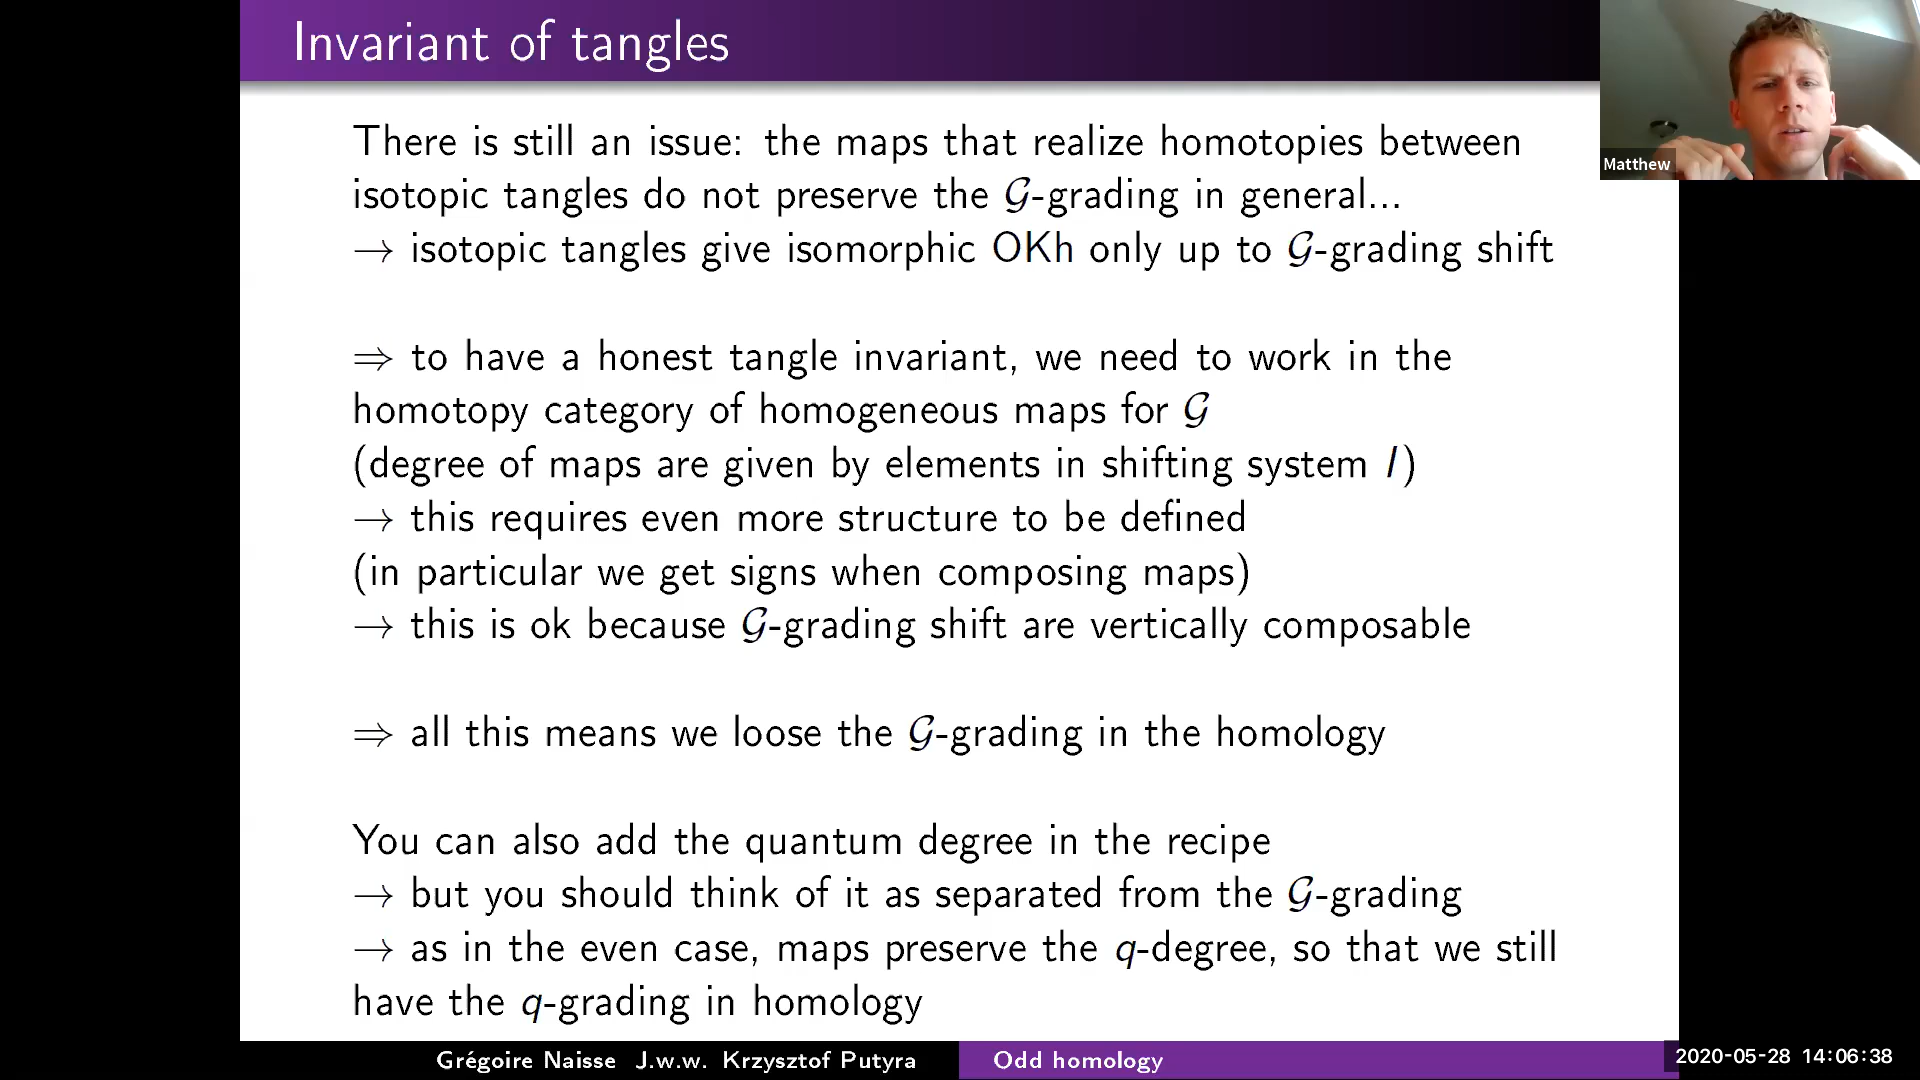 Invariant of tangles
Matthew
There is still an issue: the maps that realize homotopies between
isotopic tangles do not preserve the 𝒢-grading in general...
→ isotopic tangles give isomorphic OKh only up to 𝒢-grading shift
⇒ to have a honest tangle invariant, we need to work in the
homotopy category of homogeneous maps for 𝒢
(degree of maps are given by elements in shifting system I)
→ this requires even more structure to be defined
(in particular we get signs when composing maps)
→ this is ok because 𝒢-grading shift are vertically composable
⇒ all this means we loose the 𝒢-grading in the homology
You can also add the quantum degree in the recipe
→ but you should think of it as separated from the 𝒢-grading
→ as in the even case, maps preserve the q-degree, so that we still
have the q-grading in homology
Grégoire Naisse J.w.w. Krzysztof Putyra
Odd homology
2020-05-28 14:06:38